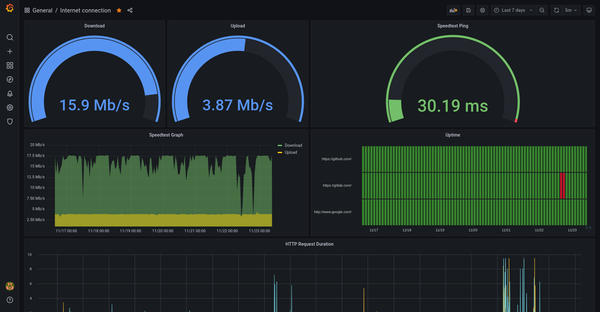 General / Internet connection
Last 7 days
5m
Download
Upload
Speedtest Ping
15.9 Mb/s
3.87 Mb/s
30.19 ms
Speedtest Graph
20 Mb/s
17.5 Mb/s
15 Mb/s
12.5 Mb/s
10 Mb/s
7.50 Mb/s
5 Mb/s
2.50 Mb/s
11/17 00:00
11/18 00:00
11/19 00:00
11/20 00:00
11/21 00:00
11/22 00:00
11/23 00:00
Download
Upload
Uptime
https://github.com/
https://gitlab.com/
http://www.google.com/
11/17
11/18
11/19
11/20
11/21
11/22
11/23
HTTP Request Duration
10
8
6
4